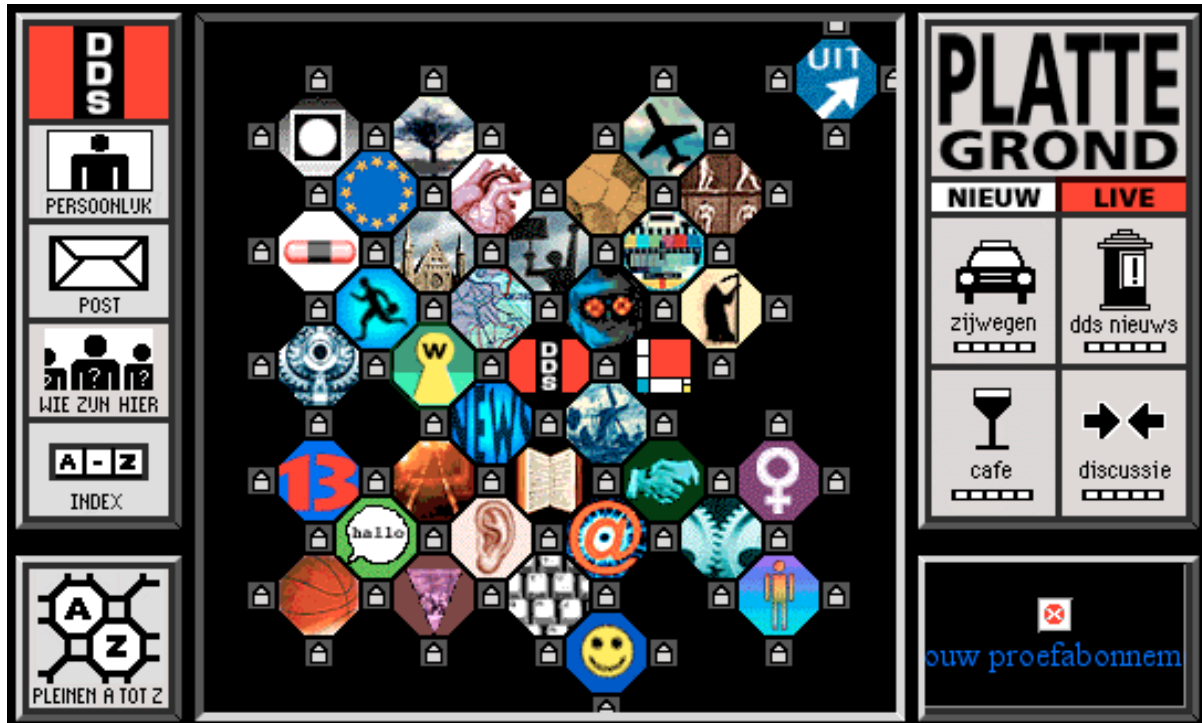 DDS
PERSOONLIJK
POST
WIE ZIJN HIER
A - Z
INDEX
A
Z
PLEINEN A TOT Z
UIT
W
DDS
NEWS
13
hallo
@
PLATTE
GROND
NIEUW
LIVE
zijwegen
dds nieuws
cafe
discussie
ouw proefabonnem